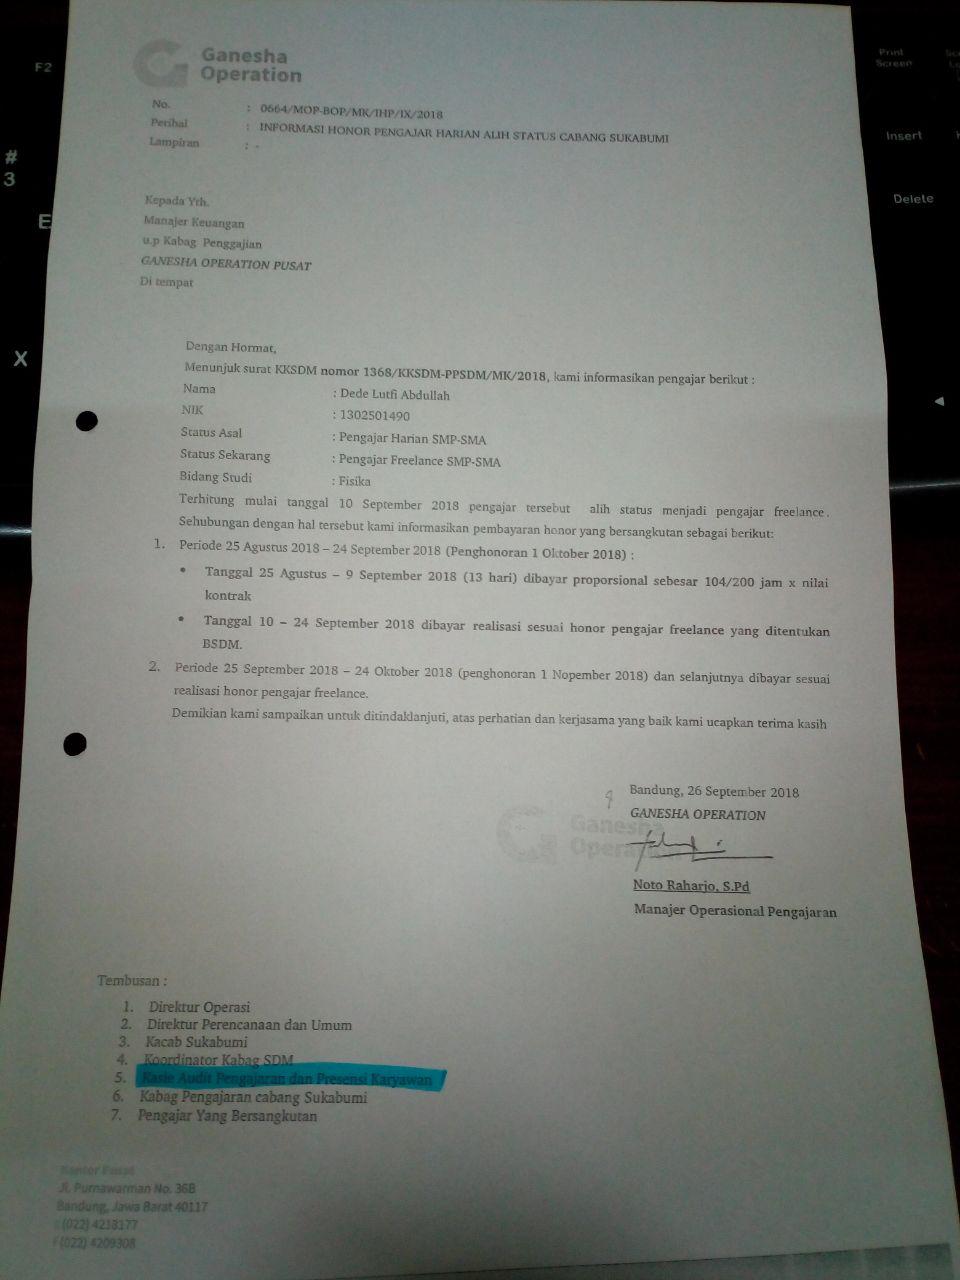 Ganesha
Operation
No. : 0664/MOP-BOP/MK/IHP/IX/2018
Perihal : INFORMASI HONOR PENGAJAR HARIAN ALIH STATUS CABANG SUKABUMI
Lampiran : -
Kepada Yth.
Manajer Keuangan
u.p Kabag Penggajian
GANESHA OPERATION PUSAT
Di tempat
Dengan Hormat,
Menunjuk surat KKSDM nomor 1368/KKSDM-PPSDM/MK/2018, kami informasikan pengajar berikut :
Nama : Dede Lutfi Abdullah
NIK : 1302501490
Status Asal : Pengajar Harian SMP-SMA
Status Sekarang : Pengajar Freelance SMP-SMA
Bidang Studi : Fisika
Terhitung mulai tanggal 10 September 2018 pengajar tersebut alih status menjadi pengajar freelance.
Sehubungan dengan hal tersebut kami informasikan pembayaran honor yang bersangkutan sebagai berikut:
1. Periode 25 Agustus 2018 – 24 September 2018 (Penghonoran 1 Oktober 2018) :
• Tanggal 25 Agustus – 9 September 2018 (13 hari) dibayar proporsional sebesar 104/200 jam x nilai
kontrak
• Tanggal 10 – 24 September 2018 dibayar realisasi sesuai honor pengajar freelance yang ditentukan
BSDM.
2. Periode 25 September 2018 – 24 Oktober 2018 (penghonoran 1 Nopember 2018) dan selanjutnya dibayar sesuai
realisasi honor pengajar freelance.
Demikian kami sampaikan untuk ditindaklanjuti, atas perhatian dan kerjasama yang baik kami ucapkan terima kasih
Bandung, 26 September 2018
GANESHA OPERATION
Ganesha
Operation
Noto Raharjo, S.Pd
Manajer Operasional Pengajaran
Tembusan :
1. Direktur Operasi
2. Direktur Perencanaan dan Umum
3. Kacab Sukabumi
4. Koordinator Kabag SDM
5. Kasie Audit Pengajaran dan Presensi Karyawan
6. Kabag Pengajaran cabang Sukabumi
7. Pengajar Yang Bersangkutan
Kantor Pusat
Jl. Purnawarman No. 36B
Bandung, Jawa Barat 40117
(022) 4218177
(022) 4209308
F2
#
3
E
X
Print
Screen
Insert
Delete